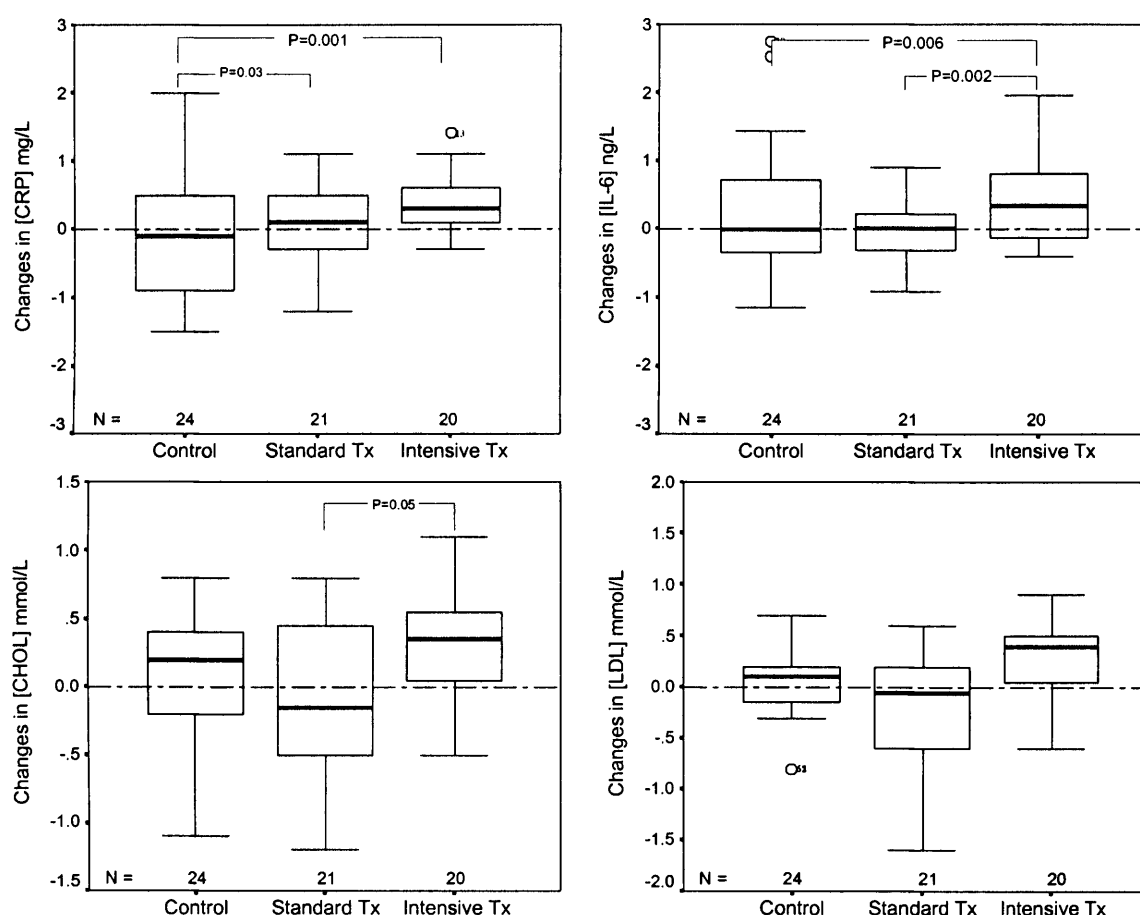 Changes in [CRP] mg/L
3
2
1
0
-1
-2
-3
P=0.001
P=0.03
N = 24 21 20
Control Standard Tx Intensive Tx
Changes in [IL-6] ng/L
3
2
1
0
-1
-2
-3
P=0.006
P=0.002
N = 24 21 20
Control Standard Tx Intensive Tx
Changes in [CHOL] mmol/L
1.5
1.0
.5
0.0
-.5
-1.0
-1.5
P=0.05
N = 24 21 20
Control Standard Tx Intensive Tx
Changes in [LDL] mmol/L
2.0
1.5
1.0
.5
0.0
-.5
-1.0
-1.5
-2.0
N = 24 21 20
Control Standard Tx Intensive Tx